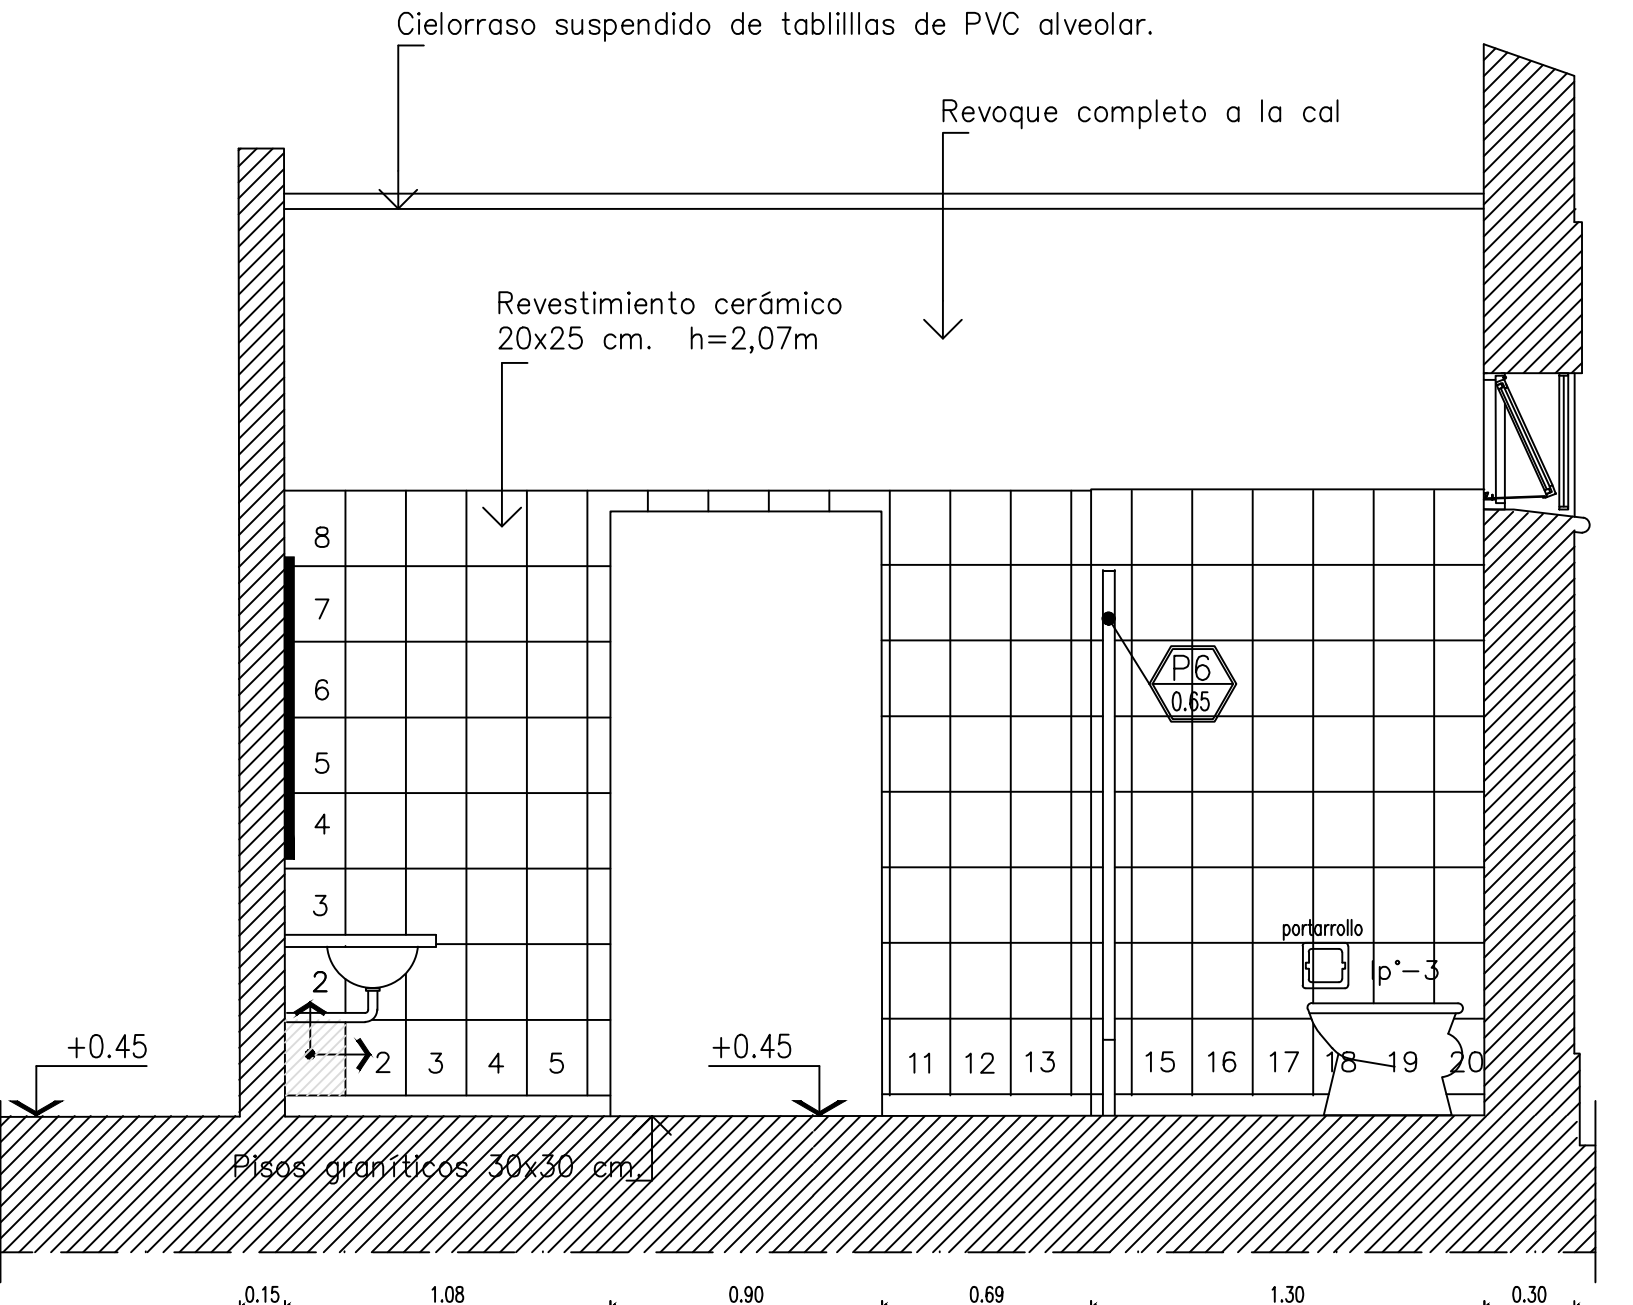 Cielorraso suspendido de tablilllas de PVC alveolar.
Revoque completo a la cal
Revestimiento cerámico
20x25 cm. h=2,07m
8
7
6
5
4
3
2
P6
0.65
portarrollo
Ip°-3
+0.45
+0.45
2 3 4 5 11 12 13 15 16 17 18 19 20
Pisos graníticos 30x30 cm.
0.15 1.08 0.90 0.69 1.30 0.30